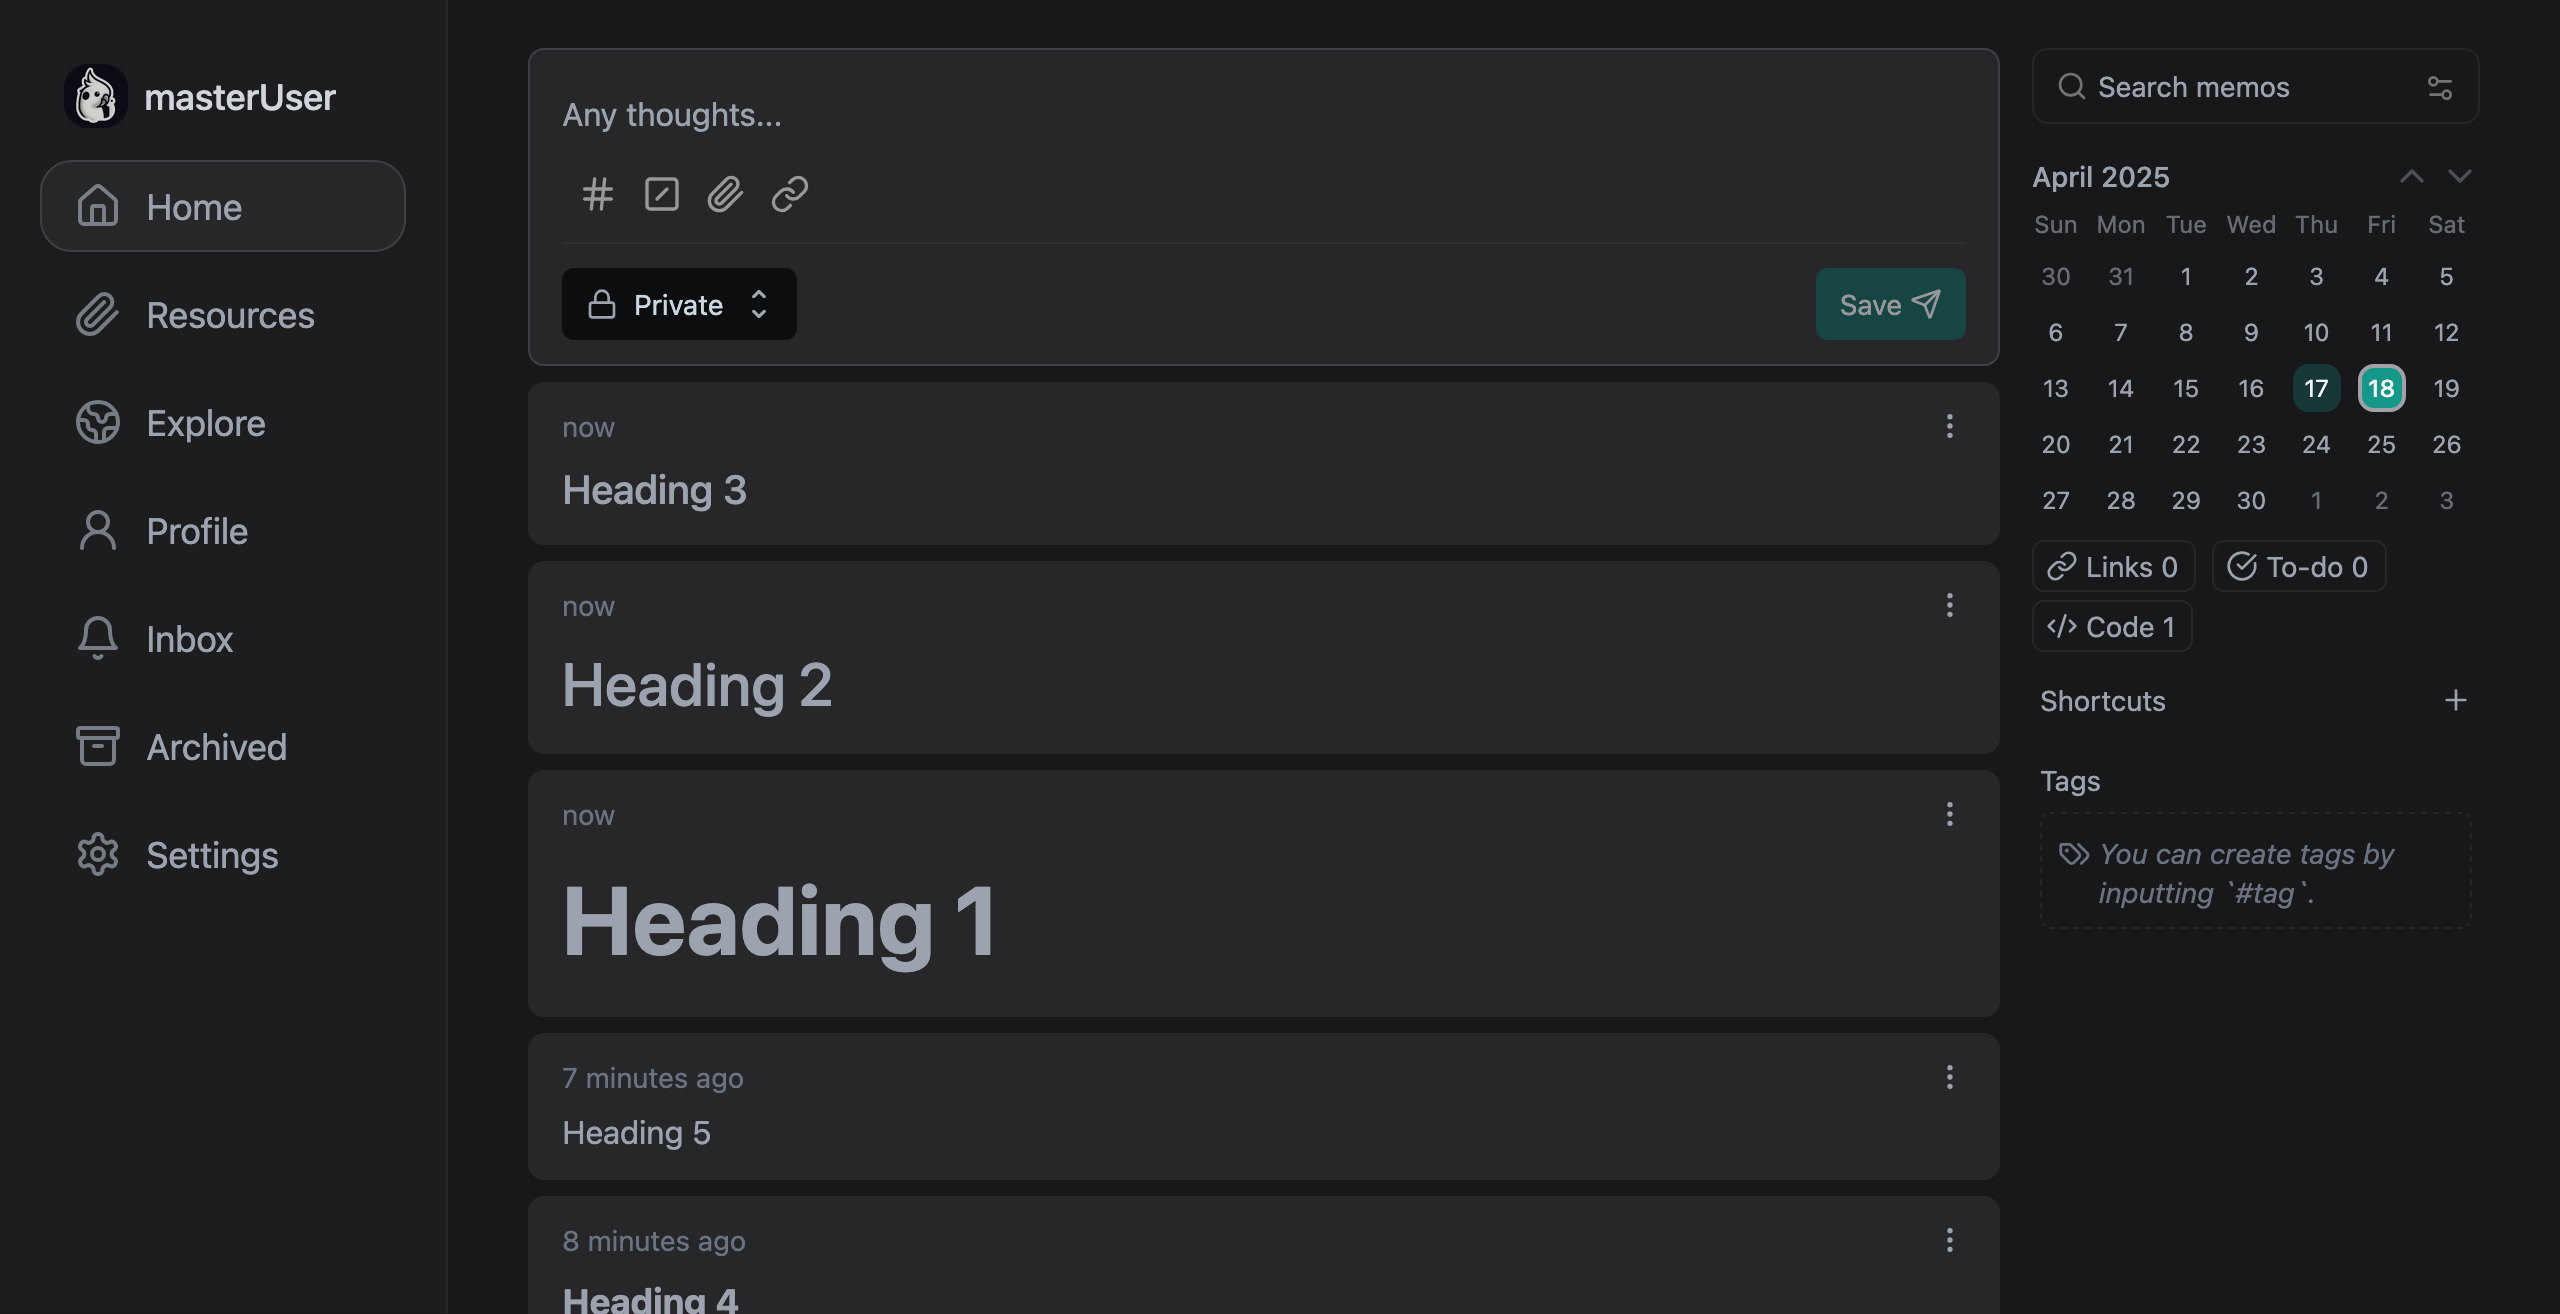 masterUser
Home
Resources
Explore
Profile
Inbox
Archived
Settings
Any thoughts...
Private
Save
now
Heading 3
now
Heading 2
now
Heading 1
7 minutes ago
Heading 5
8 minutes ago
Heading 4
Search memos
April 2025
Sun Mon Tue Wed Thu Fri Sat
30 31 1 2 3 4 5
6 7 8 9 10 11 12
13 14 15 16 17 18 19
20 21 22 23 24 25 26
27 28 29 30 1 2 3
Links 0 To-do 0
Code 1
Shortcuts
Tags
You can create tags by
inputting `#tag`.